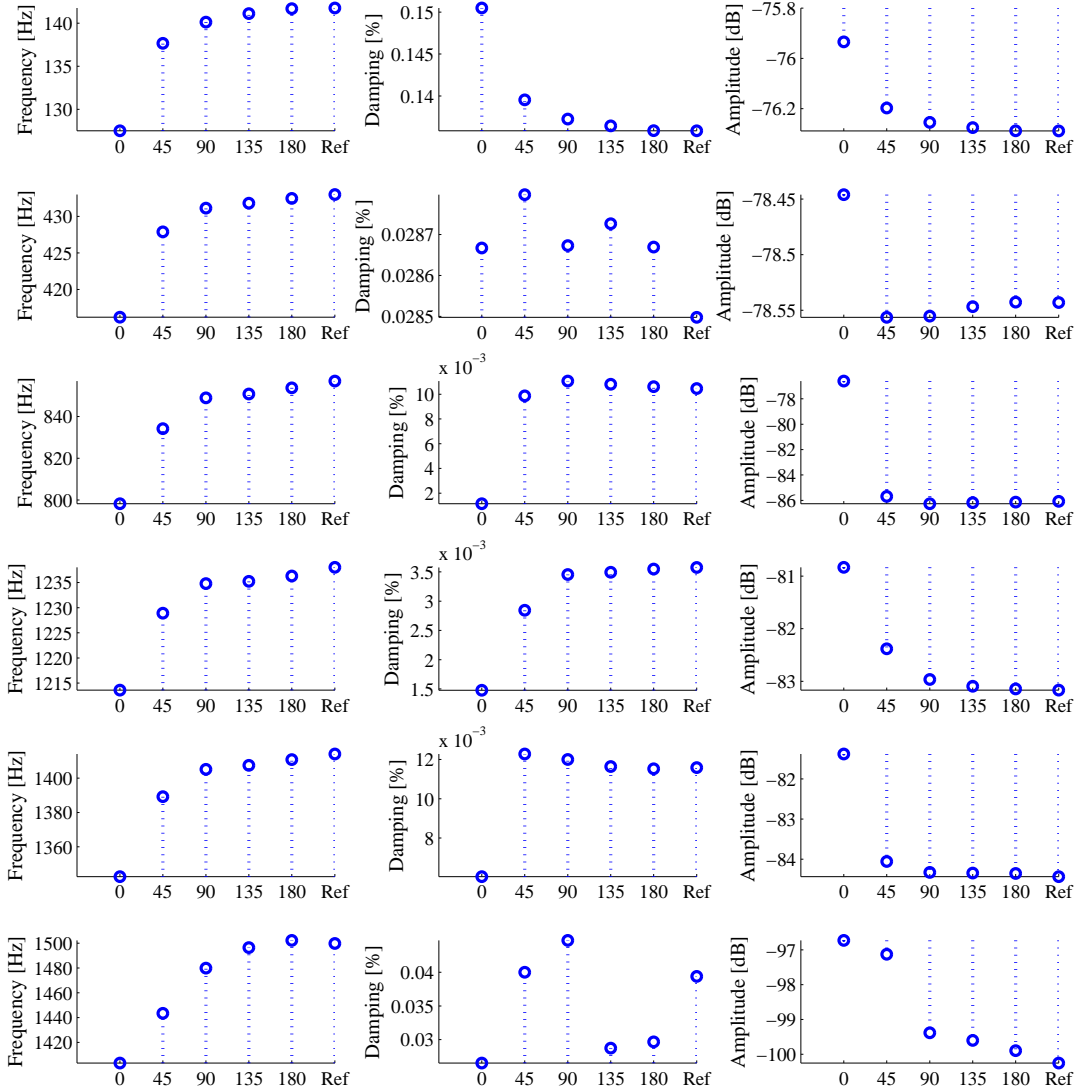 Frequency [Hz]
140
135
130
0 45 90 135 180 Ref
Damping [%]
0.15
0.14
0 45 90 135 180 Ref
Amplitude [dB]
−75.8
−76
−76.2
0 45 90 135 180 Ref
Frequency [Hz]
430
425
420
0 45 90 135 180 Ref
Damping [%]
0.0287
0.0286
0.0285
0 45 90 135 180 Ref
Amplitude [dB]
−78.45
−78.5
−78.55
0 45 90 135 180 Ref
Frequency [Hz]
840
820
800
0 45 90 135 180 Ref
x 10⁻³
Damping [%]
10
8
6
4
2
0 45 90 135 180 Ref
Amplitude [dB]
−78
−80
−82
−84
−86
0 45 90 135 180 Ref
Frequency [Hz]
1235
1230
1225
1220
1215
0 45 90 135 180 Ref
x 10⁻³
Damping [%]
3.5
3
2.5
2
1.5
0 45 90 135 180 Ref
Amplitude [dB]
−81
−82
−83
0 45 90 135 180 Ref
Frequency [Hz]
1400
1380
1360
0 45 90 135 180 Ref
x 10⁻³
Damping [%]
12
10
8
0 45 90 135 180 Ref
Amplitude [dB]
−82
−83
−84
0 45 90 135 180 Ref
Frequency [Hz]
1500
1480
1460
1440
1420
0 45 90 135 180 Ref
Damping [%]
0.04
0.03
0 45 90 135 180 Ref
Amplitude [dB]
−97
−98
−99
−100
0 45 90 135 180 Ref